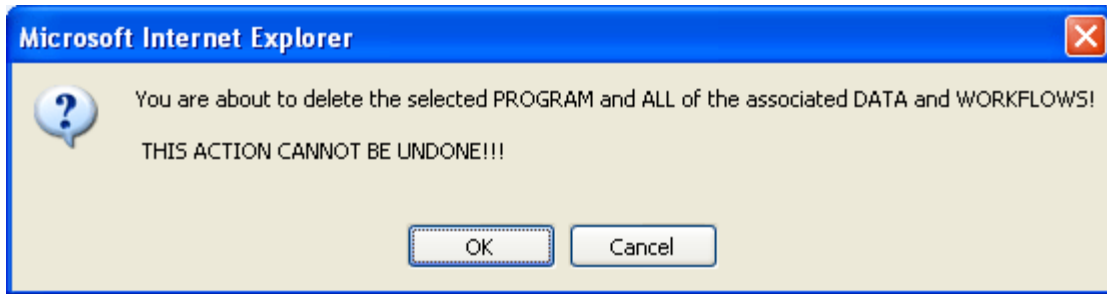 Microsoft Internet Explorer
You are about to delete the selected PROGRAM and ALL of the associated DATA and WORKFLOWS!
THIS ACTION CANNOT BE UNDONE!!!
OK Cancel